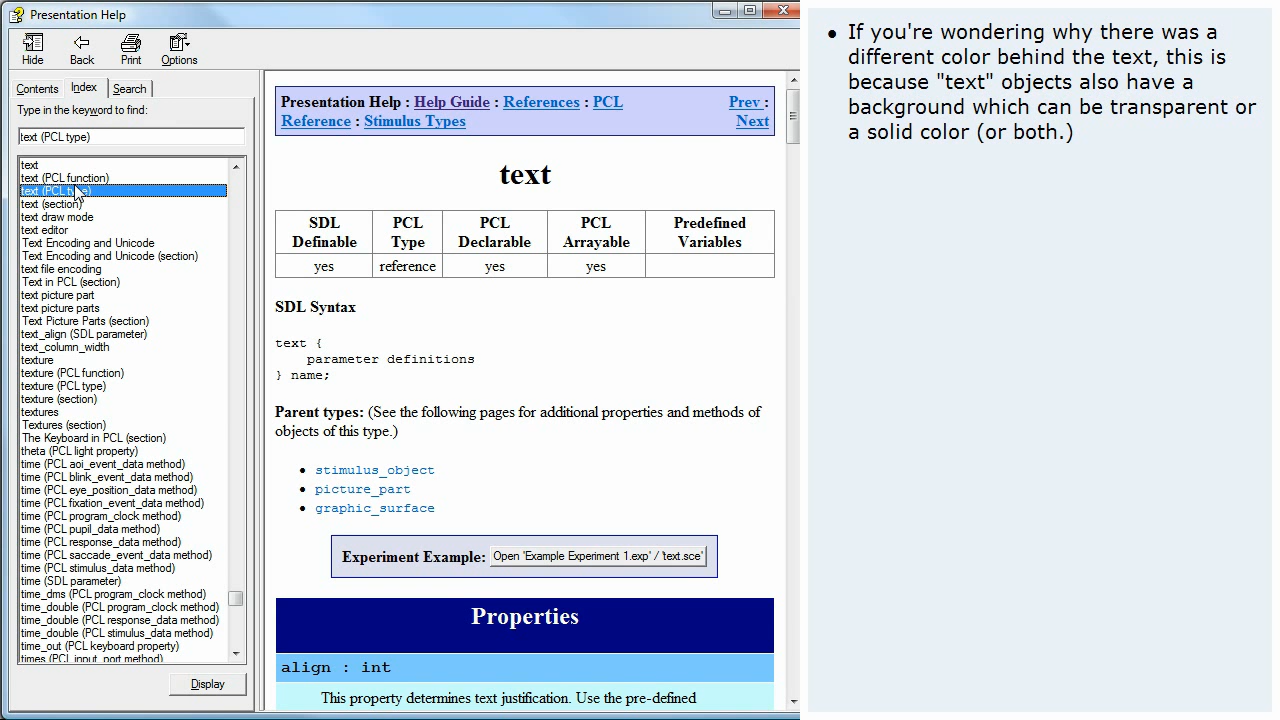 Presentation Help
Hide Back Print Options
Contents Index Search
Type in the keyword to find:
text (PCL type)
text
text (PCL function)
text (PCL type)
text (section)
text draw mode
text editor
Text Encoding and Unicode
Text Encoding and Unicode (section)
text file encoding
Text in PCL (section)
text picture part
text picture parts
Text Picture Parts (section)
text_align (SDL parameter)
text_column_width
texture
texture (PCL function)
texture (PCL type)
texture (section)
textures
Textures (section)
The Keyboard in PCL (section)
theta (PCL light property)
time (PCL aoi_event_data method)
time (PCL blink_event_data method)
time (PCL eye_position_data method)
time (PCL fixation_event_data method)
time (PCL program_clock method)
time (PCL pupil_data method)
time (PCL response_data method)
time (PCL saccade_event_data method)
time (PCL stimulus_data method)
time (SDL parameter)
time_dms (PCL program_clock method)
time_double (PCL program_clock method)
time_double (PCL response_data method)
time_double (PCL stimulus_data method)
time_out (PCL keyboard property)
times (PCL input_port method)
Display
Presentation Help : Help Guide : References : PCL Prev :
Reference : Stimulus Types Next
text
SDL PCL PCL PCL Predefined
Definable Type Declarable Arrayable Variables
yes reference yes yes
SDL Syntax
text {
parameter definitions
} name;
Parent types: (See the following pages for additional properties and methods of
objects of this type.)
• stimulus_object
• picture_part
• graphic_surface
Experiment Example: Open 'Example Experiment 1.exp' / 'text.sce'
Properties
align : int
This property determines text justification. Use the pre-defined
• If you're wondering why there was a
different color behind the text, this is
because "text" objects also have a
background which can be transparent or
a solid color (or both.)